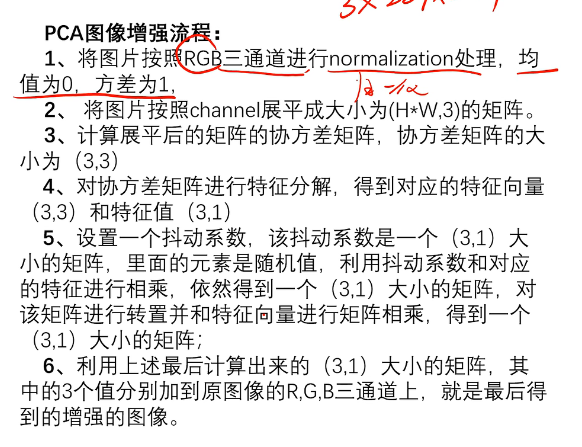 PCA图像增强流程：
1、将图片按照RGB三通道进行normalization处理，均
值为0，方差为1，
2、 将图片按照channel展平成大小为(H*W,3)的矩阵。
3、计算展平后的矩阵的协方差矩阵，协方差矩阵的大
小为（3,3）
4、对协方差矩阵进行特征分解，得到对应的特征向量
（3,3）和特征值（3,1）
5、设置一个抖动系数，该抖动系数是一个（3,1）大
小的矩阵，里面的元素是随机值，利用抖动系数和对应
的特征进行相乘，依然得到一个（3,1）大小的矩阵，对
该矩阵进行转置并和特征向量进行矩阵相乘，得到一个
（3,1）大小的矩阵；
6、利用上述最后计算出来的（3,1）大小的矩阵，其
中的3个值分别加到原图像的R,G,B三通道上，就是最后得
到的增强的图像。